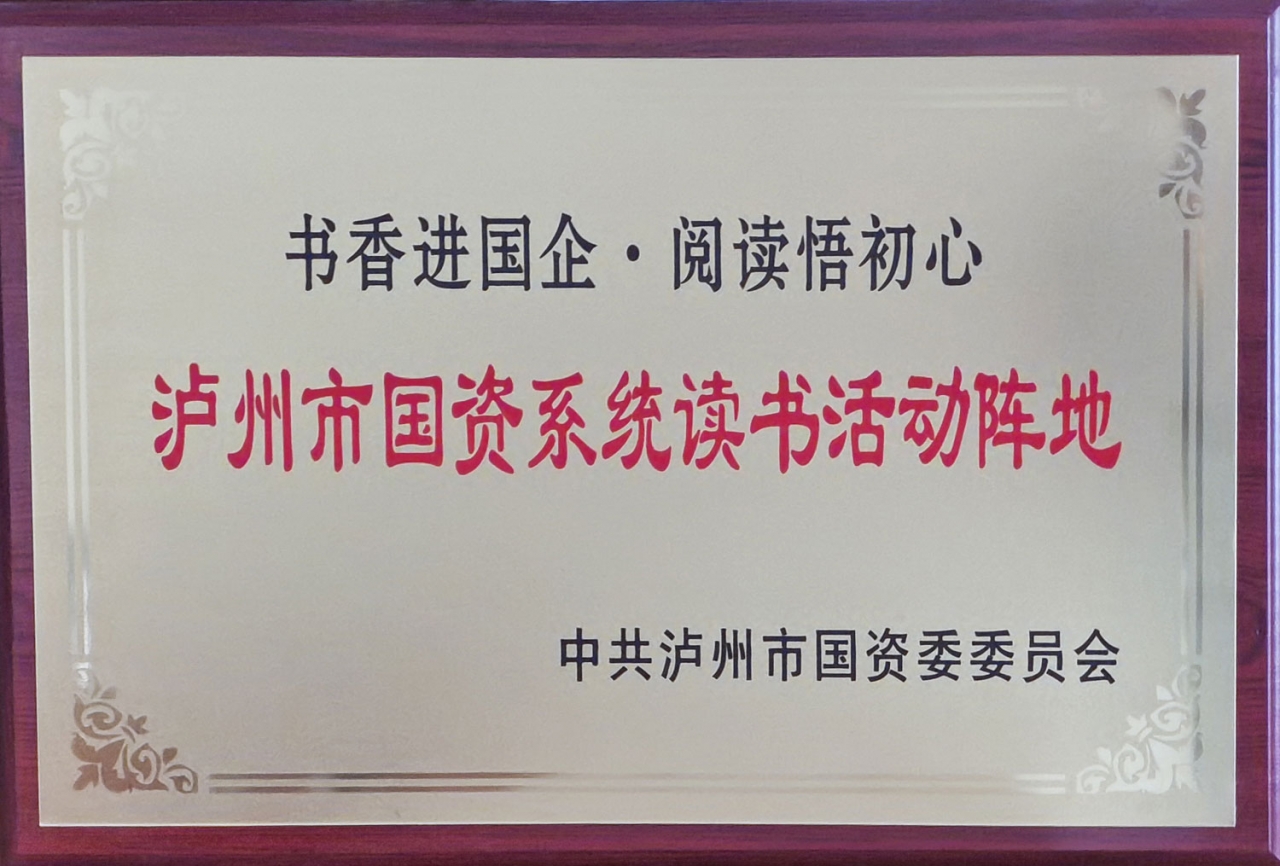 书香进国企·阅读悟初心
泸州市国资系统读书活动阵地
中共泸州市国资委委员会